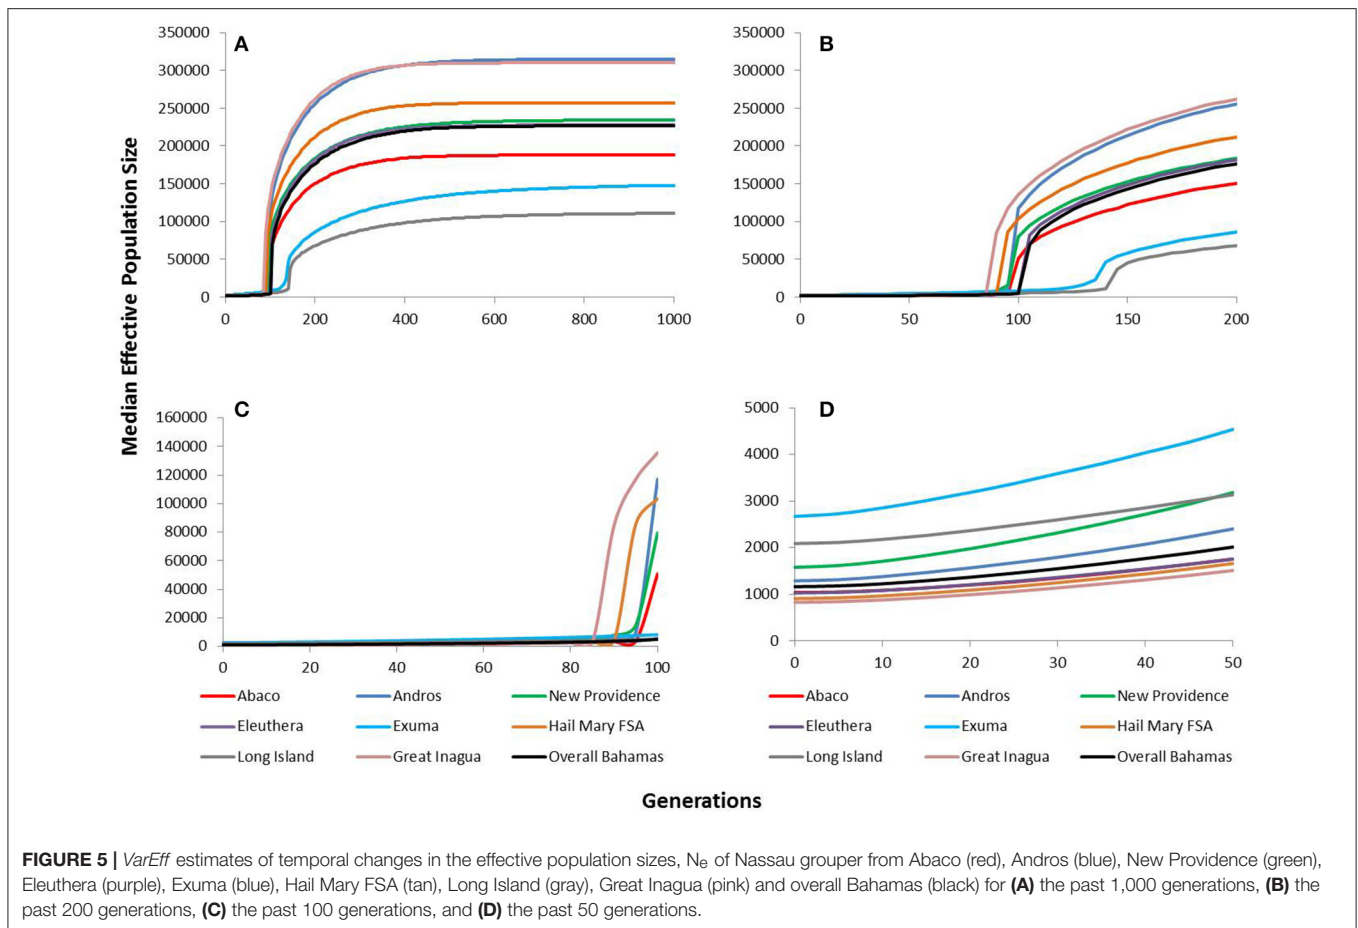 Median Effective Population Size
A
350000
300000
250000
200000
150000
100000
50000
0
0 200 400 600 800 1000
B
350000
300000
250000
200000
150000
100000
50000
0
0 50 100 150 200
C
160000
140000
120000
100000
80000
60000
40000
20000
0
0 20 40 60 80 100
D
5000
4000
3000
2000
1000
0
0 10 20 30 40 50
Abaco Andros New Providence
Eleuthera Exuma Hail Mary FSA
Long Island Great Inagua Overall Bahamas
Abaco Andros New Providence
Eleuthera Exuma Hail Mary FSA
Long Island Great Inagua Overall Bahamas
Generations
FIGURE 5 | VarEff estimates of temporal changes in the effective population sizes, Ne of Nassau grouper from Abaco (red), Andros (blue), New Providence (green),
Eleuthera (purple), Exuma (blue), Hail Mary FSA (tan), Long Island (gray), Great Inagua (pink) and overall Bahamas (black) for (A) the past 1,000 generations, (B) the
past 200 generations, (C) the past 100 generations, and (D) the past 50 generations.